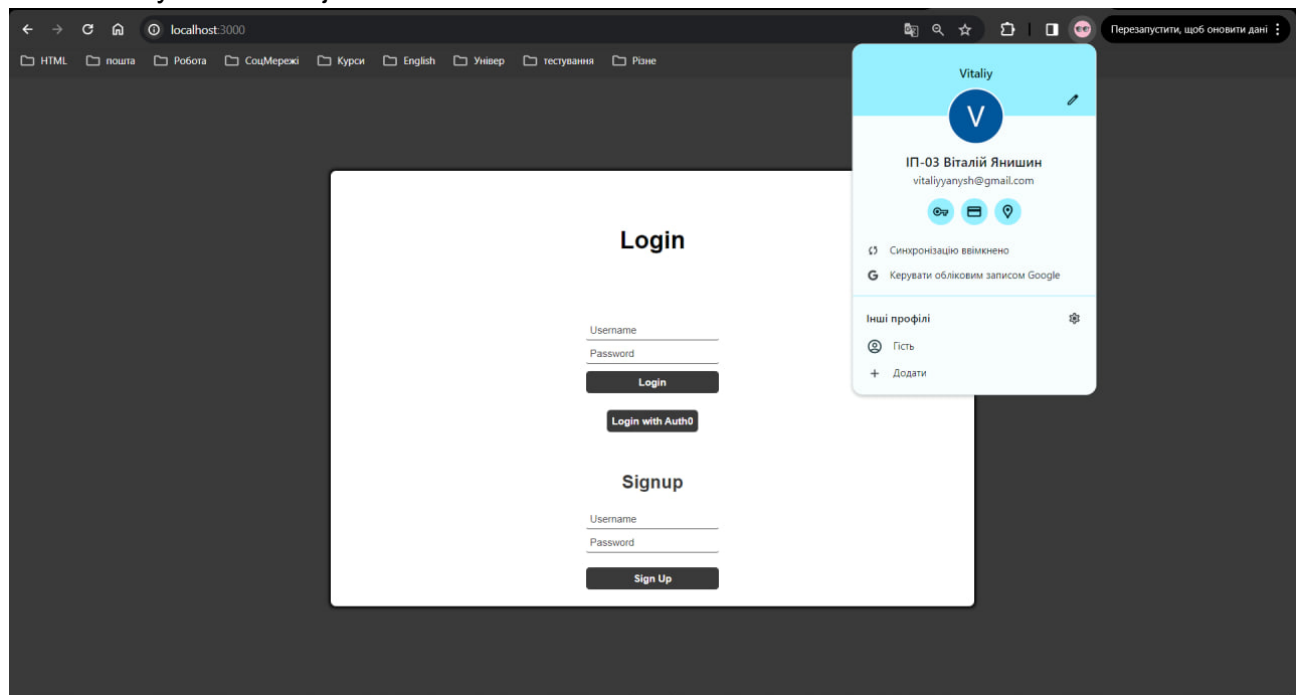 localhost:3000
Перезапустити, щоб оновити дані
HTML пошта Робота СоцМережі Курси English Універ тестування Різне
Vitaliy
V
ІП-03 Віталій Янишин
vitaliyyanysh@gmail.com
Синхронізацію ввімкнено
G Керувати обліковим записом Google
Інші профілі
Гість
+ Додати
Login
Username
Password
Login
Login with Auth0
Signup
Username
Password
Sign Up